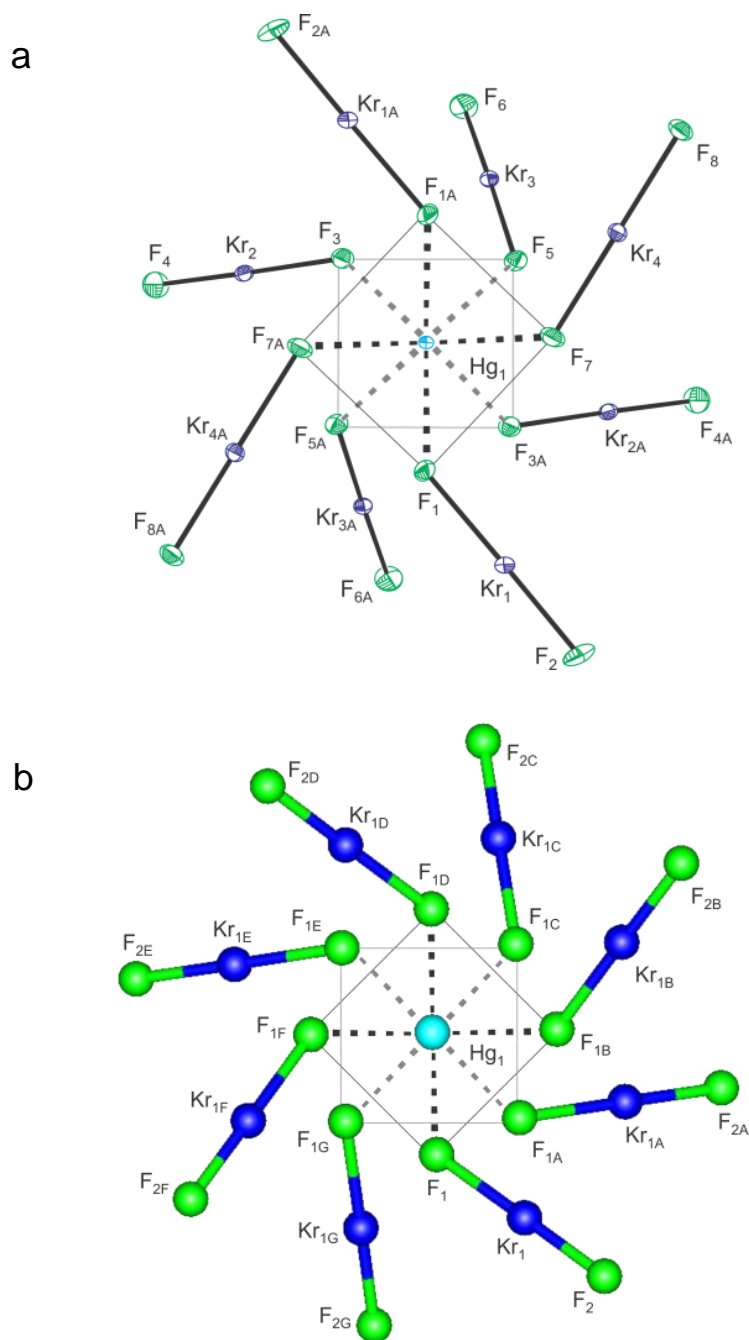 a
F2A
Kr1A
F6
Kr3
F8
F1A
F3
F5
Kr4
Kr2
F4
F7A
Hg1
F7
F4A
Kr4A
F5A
F3A
Kr2A
F1
F8A
Kr3A
F6A
Kr1
F2
b
F2D
F2C
Kr1D
Kr1C
F1D
F2B
F1E
F1C
Kr1E
F2E
Kr1B
F1F
Hg1
F1B
Kr1F
F1G
F1A
Kr1A
F2A
F2F
F1
Kr1G
Kr1
F2
F2G